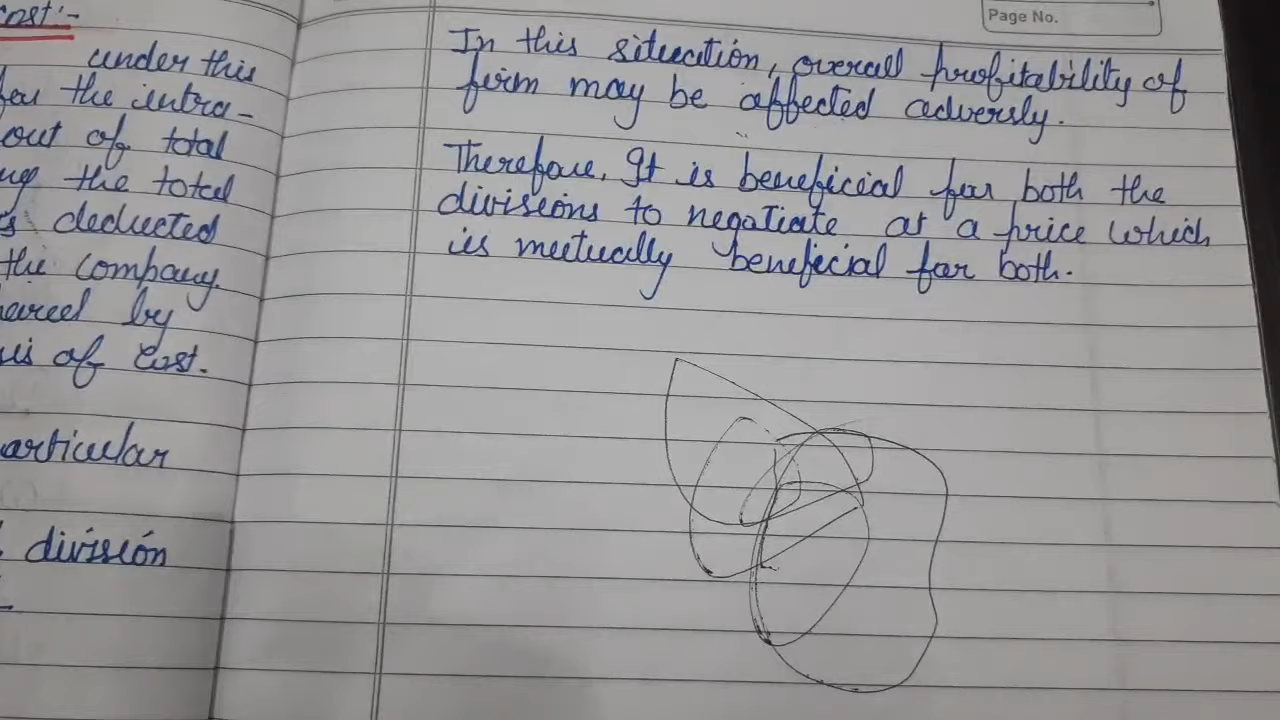 cost:-
under this
the intra-
out of total
the total
deducted
the company.
by
of cost.
articular
division
Page No.
In this situation, overall profitability of
firm may be affected adversly.
Therefore, It is beneficial for both the
divisions to negotiate at a price which
is mutually beneficial for both.